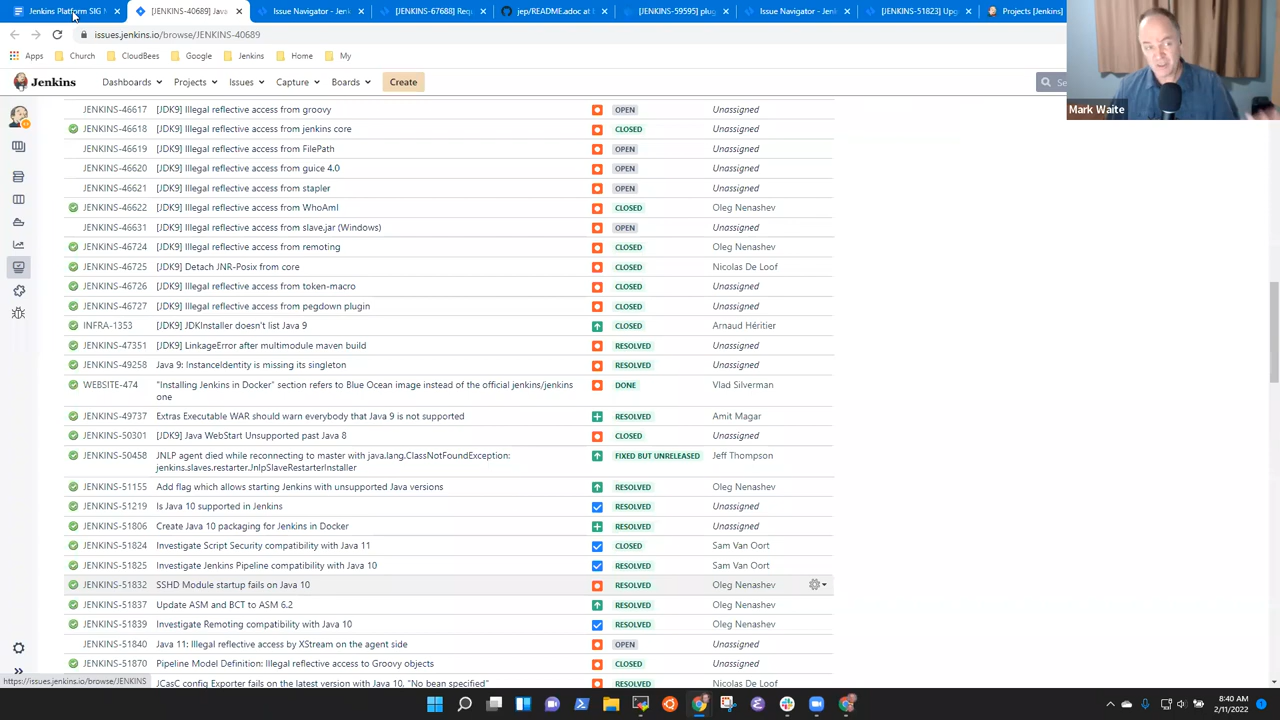 Jenkins Platform SIG M
[JENKINS-40689] Java
Issue Navigator - Jenkin
[JENKINS-67688] Requ
jep/README.adoc at
[JENKINS-59595] plug
Issue Navigator - Jenkin
[JENKINS-51823] Upg
Projects [Jenkins]
issues.jenkins.io/browse/JENKINS-40689
Apps
Church
CloudBees
Google
Jenkins
Home
My
Jenkins
Dashboards
Projects
Issues
Capture
Boards
Create
Se
Mark Waite
JENKINS-46617 [JDK9] Illegal reflective access from groovy OPEN Unassigned
JENKINS-46618 [JDK9] Illegal reflective access from jenkins core CLOSED Unassigned
JENKINS-46619 [JDK9] Illegal reflective access from FilePath OPEN Unassigned
JENKINS-46620 [JDK9] Illegal reflective access from guice 4.0 OPEN Unassigned
JENKINS-46621 [JDK9] Illegal reflective access from stapler OPEN Unassigned
JENKINS-46622 [JDK9] Illegal reflective access from WhoAmI CLOSED Oleg Nenashev
JENKINS-46631 [JDK9] Illegal reflective access from slave.jar (Windows) OPEN Unassigned
JENKINS-46724 [JDK9] Illegal reflective access from remoting CLOSED Oleg Nenashev
JENKINS-46725 [JDK9] Detach JNR-Posix from core CLOSED Nicolas De Loof
JENKINS-46726 [JDK9] Illegal reflective access from token-macro CLOSED Unassigned
JENKINS-46727 [JDK9] Illegal reflective access from pegdown plugin CLOSED Unassigned
INFRA-1353 [JDK9] JDKInstaller doesn't list Java 9 CLOSED Arnaud Héritier
JENKINS-47351 [JDK9] LinkageError after multimodule maven build RESOLVED Unassigned
JENKINS-49258 Java 9: InstanceIdentity is missing its singleton RESOLVED Unassigned
WEBSITE-474 "Installing Jenkins in Docker" section refers to Blue Ocean image instead of the official jenkins/jenkins DONE Vlad Silverman
one
JENKINS-49737 Extras Executable WAR should warn everybody that Java 9 is not supported RESOLVED Amit Magar
JENKINS-50301 [JDK9] Java WebStart Unsupported past Java 8 CLOSED Unassigned
JENKINS-50458 JNLP agent died while reconnecting to master with java.lang.ClassNotFoundException: FIXED BUT UNRELEASED Jeff Thompson
jenkins.slaves.restarter.JnlpSlaveRestarterInstaller
JENKINS-51155 Add flag which allows starting Jenkins with unsupported Java versions RESOLVED Oleg Nenashev
JENKINS-51219 Is Java 10 supported in Jenkins RESOLVED Unassigned
JENKINS-51806 Create Java 10 packaging for Jenkins in Docker RESOLVED Unassigned
JENKINS-51824 Investigate Script Security compatibility with Java 11 CLOSED Sam Van Oort
JENKINS-51825 Investigate Jenkins Pipeline compatibility with Java 10 RESOLVED Sam Van Oort
JENKINS-51832 SSHD Module startup fails on Java 10 RESOLVED Oleg Nenashev
JENKINS-51837 Update ASM and BCT to ASM 6.2 RESOLVED Oleg Nenashev
JENKINS-51839 Investigate Remoting compatibility with Java 10 RESOLVED Oleg Nenashev
JENKINS-51840 Java 11: Illegal reflective access by XStream on the agent side OPEN Unassigned
JENKINS-51870 Pipeline Model Definition: Illegal reflective access to Groovy objects CLOSED Unassigned
JCasC config Exporter fails on the latest version with Java 10, "No bean specified" RESOLVED Nicolas De Loof
https://issues.jenkins.io/browse/JENKINS
8:40 AM
2/11/2022